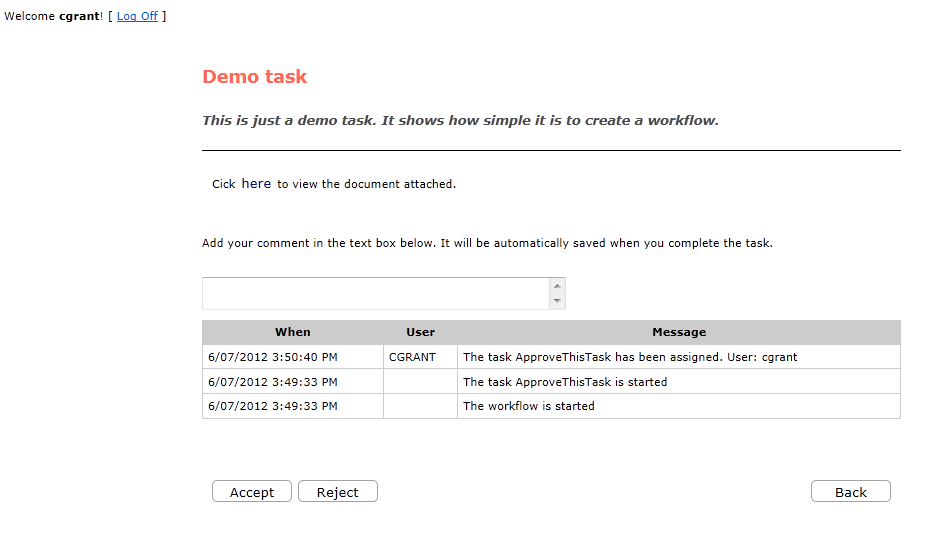 Welcome cgrant! [ Log Off ]
Demo task
This is just a demo task. It shows how simple it is to create a workflow.
Cick here to view the document attached.
Add your comment in the text box below. It will be automatically saved when you complete the task.
When User Message
6/07/2012 3:50:40 PM CGRANT The task ApproveThisTask has been assigned. User: cgrant
6/07/2012 3:49:33 PM The task ApproveThisTask is started
6/07/2012 3:49:33 PM The workflow is started
Accept Reject Back